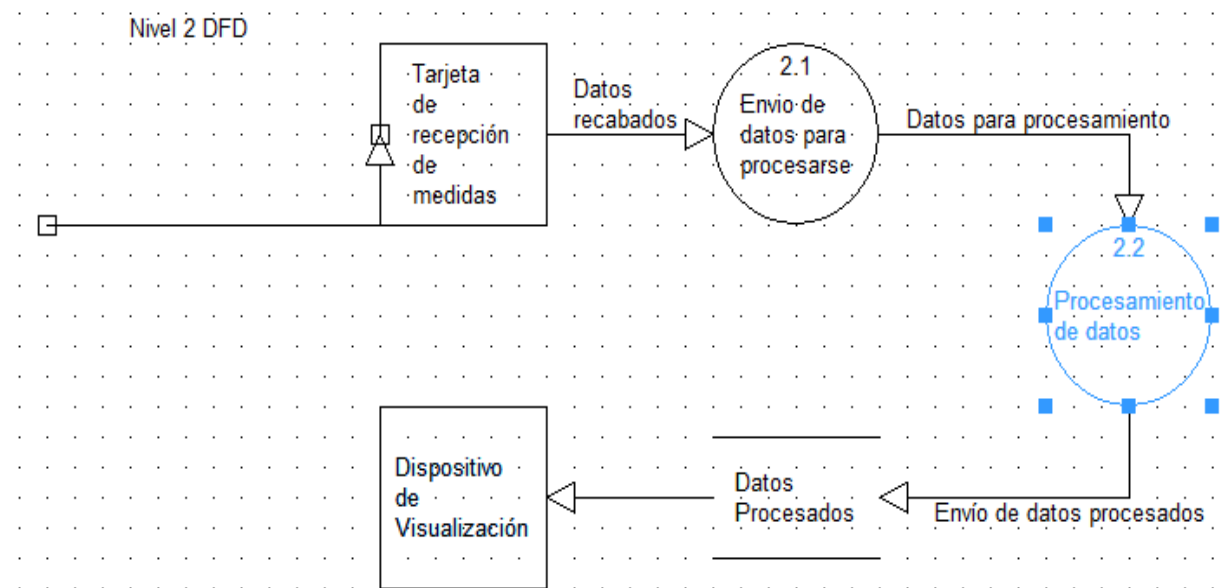 Nivel 2 DFD
Tarjeta
de
recepción
de
medidas
Datos
recabados
2.1
Envio de
datos para
procesarse
Datos para procesamiento
2.2
Procesamiento
de datos
Envío de datos procesados
Datos
Procesados
Dispositivo
de
Visualización